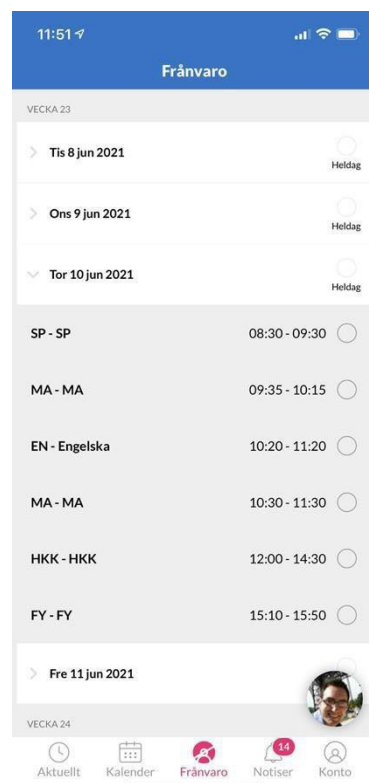 11:51
Frånvaro
VECKA 23
Tis 8 jun 2021
Heldag
Ons 9 jun 2021
Heldag
Tor 10 jun 2021
Heldag
SP - SP 08:30 - 09:30
MA - MA 09:35 - 10:15
EN - Engelska 10:20 - 11:20
MA - MA 10:30 - 11:30
HKK - HKK 12:00 - 14:30
FY - FY 15:10 - 15:50
Fre 11 jun 2021
VECKA 24
14
Aktuellt Kalender Frånvaro Notiser Konto